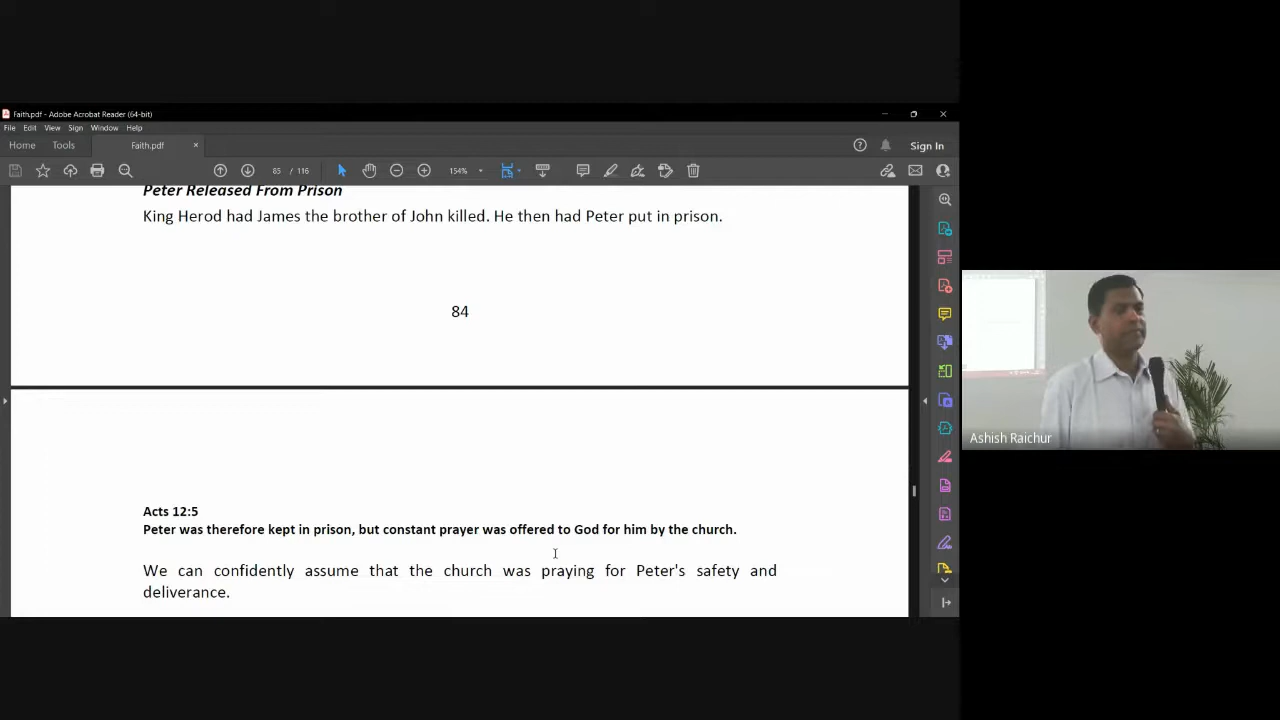 Faith.pdf - Adobe Acrobat Reader (64-bit)
File Edit View Sign Window Help
Home Tools Faith.pdf × Sign In
85 / 116 154%
Peter Released From Prison
King Herod had James the brother of John killed. He then had Peter put in prison.
84
Acts 12:5
Peter was therefore kept in prison, but constant prayer was offered to God for him by the church.
We can confidently assume that the church was praying for Peter's safety and
deliverance.
Ashish Raichur